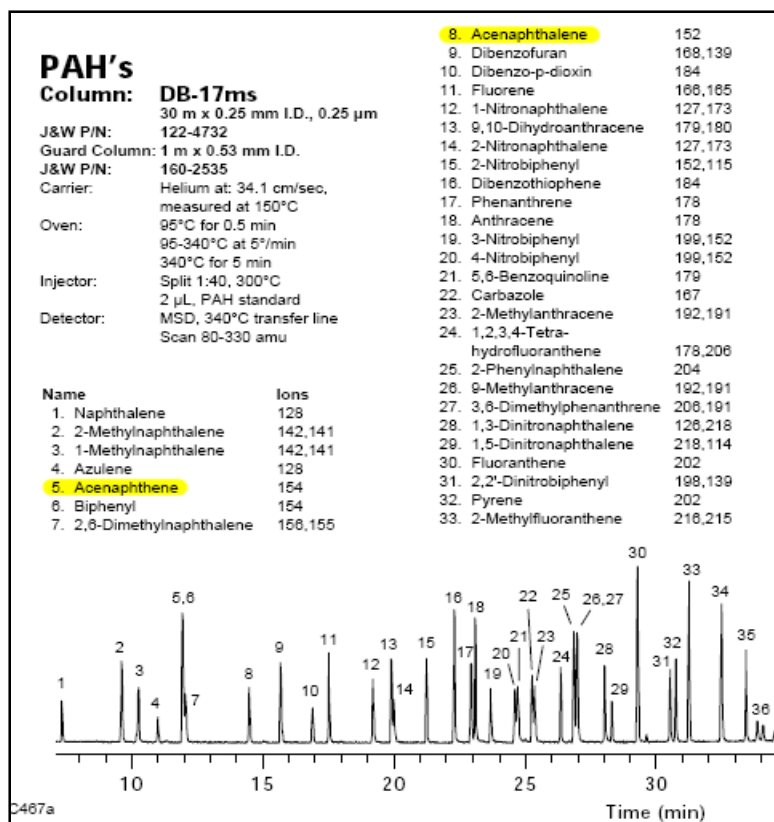 PAH's
Column: DB-17ms
30 m x 0.25 mm I.D., 0.25 µm
J&W P/N: 122-4732
Guard Column: 1 m x 0.53 mm I.D.
J&W P/N: 160-2535
Carrier: Helium at: 34.1 cm/sec,
measured at 150°C
Oven: 95°C for 0.5 min
95-340°C at 5°/min
340°C for 5 min
Injector: Split 1:40, 300°C
2 µL, PAH standard
Detector: MSD, 340°C transfer line
Scan 80-330 amu
Name Ions
1. Naphthalene 128
2. 2-Methylnaphthalene 142,141
3. 1-Methylnaphthalene 142,141
4. Azulene 128
5. Acenaphthene 154
6. Biphenyl 154
7. 2,6-Dimethylnaphthalene 156,155
8. Acenaphthalene 152
9. Dibenzofuran 168,139
10. Dibenzo-p-dioxin 184
11. Fluorene 166,165
12. 1-Nitronaphthalene 127,173
13. 9,10-Dihydroanthracene 179,180
14. 2-Nitronaphthalene 127,173
15. 2-Nitrobiphenyl 152,115
16. Dibenzothiophene 184
17. Phenanthrene 178
18. Anthracene 178
19. 3-Nitrobiphenyl 199,152
20. 4-Nitrobiphenyl 199,152
21. 5,6-Benzoquinoline 179
22. Carbazole 167
23. 2-Methylanthracene 192,191
24. 1,2,3,4-Tetra-
hydrofluoranthene 178,206
25. 2-Phenylnaphthalene 204
26. 9-Methylanthracene 192,191
27. 3,6-Dimethylphenanthrene 206,191
28. 1,3-Dinitronaphthalene 126,218
29. 1,5-Dinitronaphthalene 218,114
30. Fluoranthene 202
31. 2,2'-Dinitrobiphenyl 198,139
32. Pyrene 202
33. 2-Methylfluoranthene 216,215
1 2 3 4 5,6 7 8 9 10 11 12 13 14 15 16 17 18 19 20 21 22 23 24 25 26,27 28 29 30 31 32 33 34 35 36
10 15 20 25 30
C467a
Time (min)